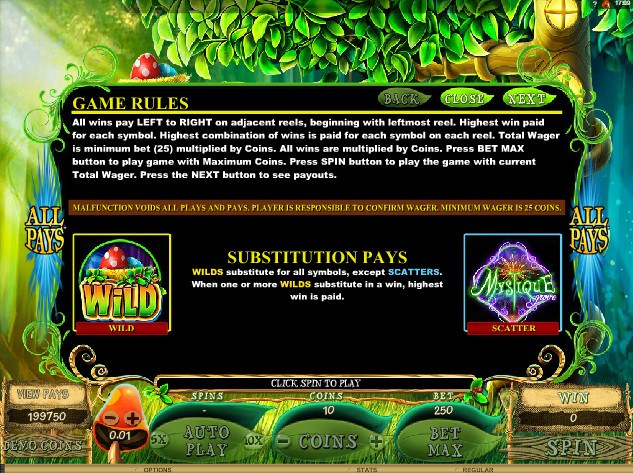 ? 17:09
GAME RULES
BACK CLOSE NEXT
All wins pay LEFT to RIGHT on adjacent reels, beginning with leftmost reel. Highest win paid
for each symbol. Highest combination of wins is paid for each symbol on each reel. Total Wager
is minimum bet (25) multiplied by Coins. All wins are multiplied by Coins. Press BET MAX
button to play game with Maximum Coins. Press SPIN button to play the game with current
Total Wager. Press the NEXT button to see payouts.
MALFUNCTION VOIDS ALL PLAYS AND PAYS. PLAYER IS RESPONSIBLE TO CONFIRM WAGER. MINIMUM WAGER IS 25 COINS.
ALL PAYS
ALL PAYS
WILD
WILD
SUBSTITUTION PAYS
WILDS substitute for all symbols, except SCATTERS.
When one or more WILDS substitute in a win, highest
win is paid.
MYSTIQUE
GROVE
SCATTER
CLICK SPIN TO PLAY
VIEW PAYS
199750
DEMO COINS
- +
0.01
SPINS
-
5X AUTO PLAY 10X
COINS
10
- COINS +
BET
250
BET MAX
WIN
0
SPIN
OPTIONS STATS REGULAR